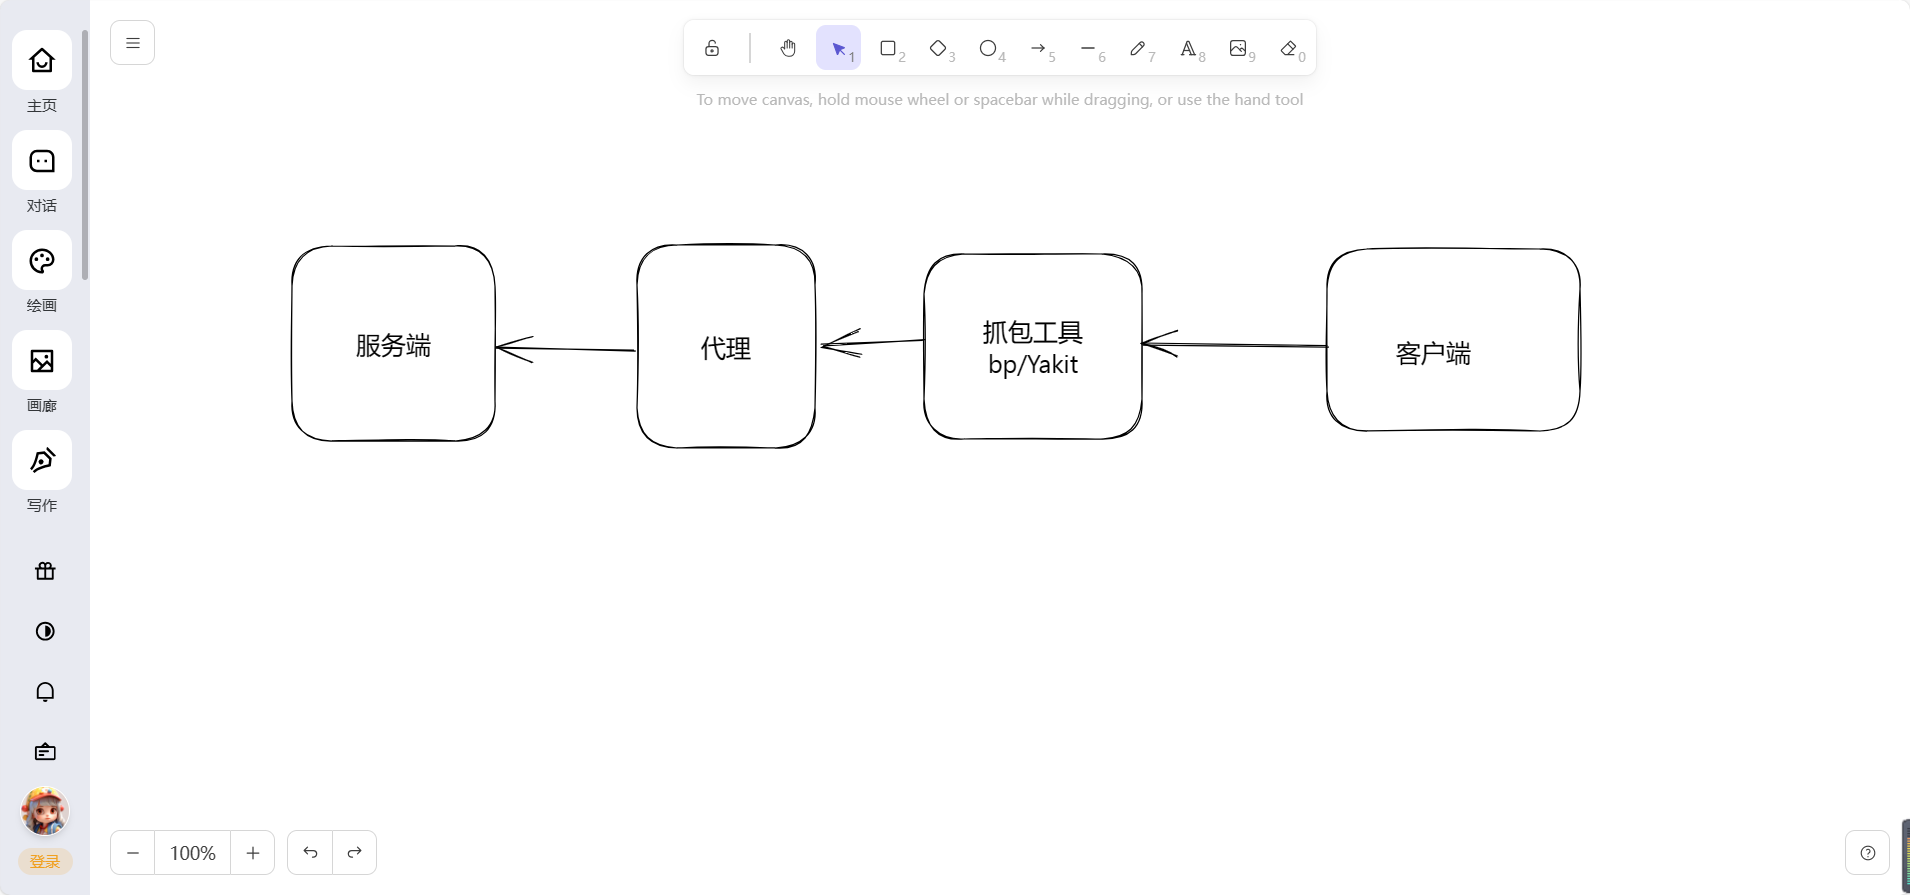 主页
对话
绘画
画廊
写作
登录
1
2
3
4
5
6
7
8
9
0
To move canvas, hold mouse wheel or spacebar while dragging, or use the hand tool
服务端
代理
抓包工具
bp/Yakit
客户端
100%